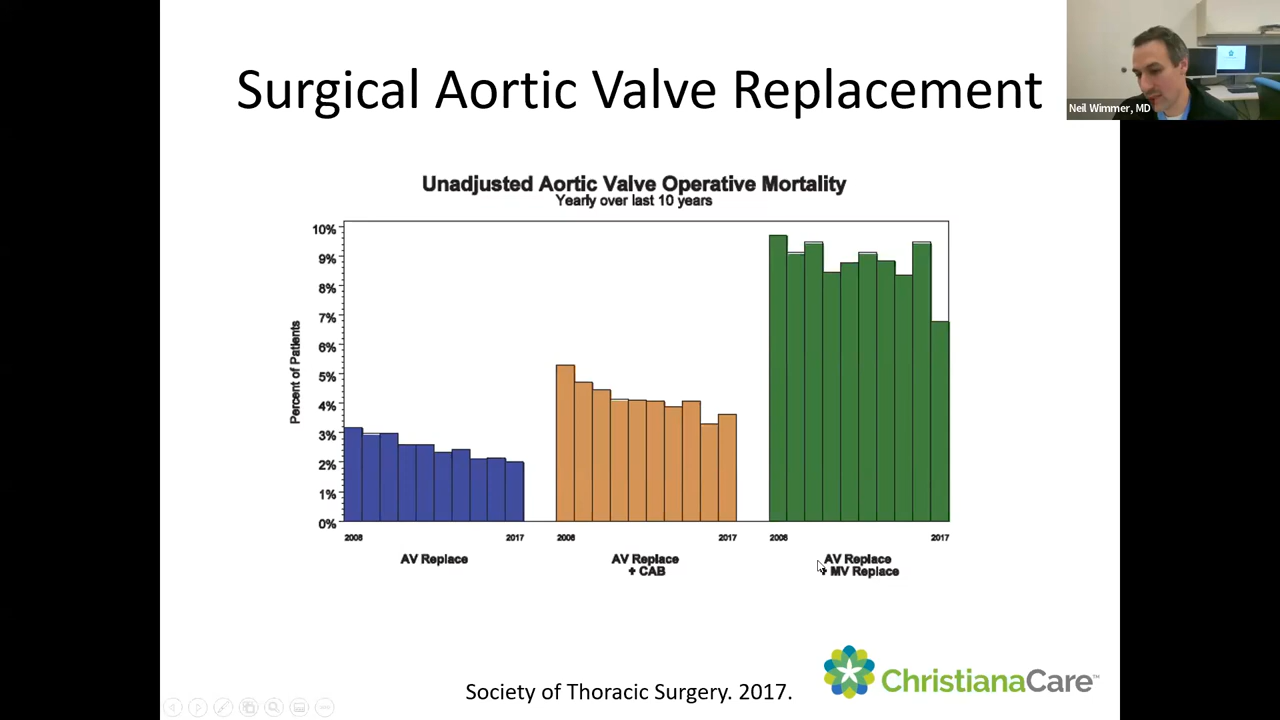 Surgical Aortic Valve Replacement
Neil Wimmer, MD
Unadjusted Aortic Valve Operative Mortality
Yearly over last 10 years
Percent of Patients
10%
9%
8%
7%
6%
5%
4%
3%
2%
1%
0%
2008 2017 2008 2017 2008 2017
AV Replace
AV Replace
+ CAB
AV Replace
+ MV Replace
Society of Thoracic Surgery. 2017.
ChristianaCare™